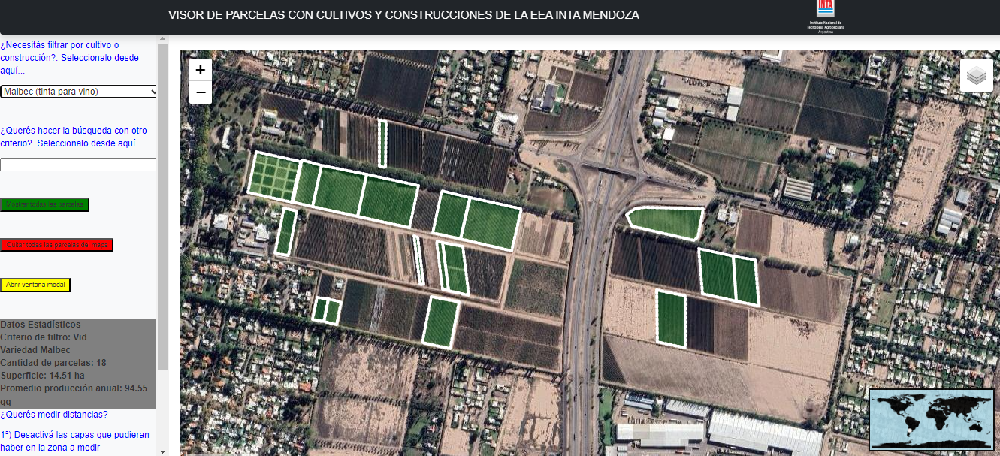 VISOR DE PARCELAS CON CULTIVOS Y CONSTRUCCIONES DE LA EEA INTA MENDOZA
INTA
Instituto Nacional de
Tecnología Agropecuaria
Argentina
¿Necesitás filtrar por cultivo o
construcción?. Seleccionalo desde
aquí...
Malbec (tinta para vino)
¿Querés hacer la búsqueda con otro
criterio?. Seleccionalo desde aquí...
Mostrar todas las parcelas
Quitar todas las parcelas del mapa
Abrir ventana modal
Datos Estadísticos
Criterio de filtro: Vid
Variedad Malbec
Cantidad de parcelas: 18
Superficie: 14.51 ha
Promedio producción anual: 94.55
qq
¿Querés medir distancias?
1º) Desactivá las capas que pudieran
haber en la zona a medir
+
−